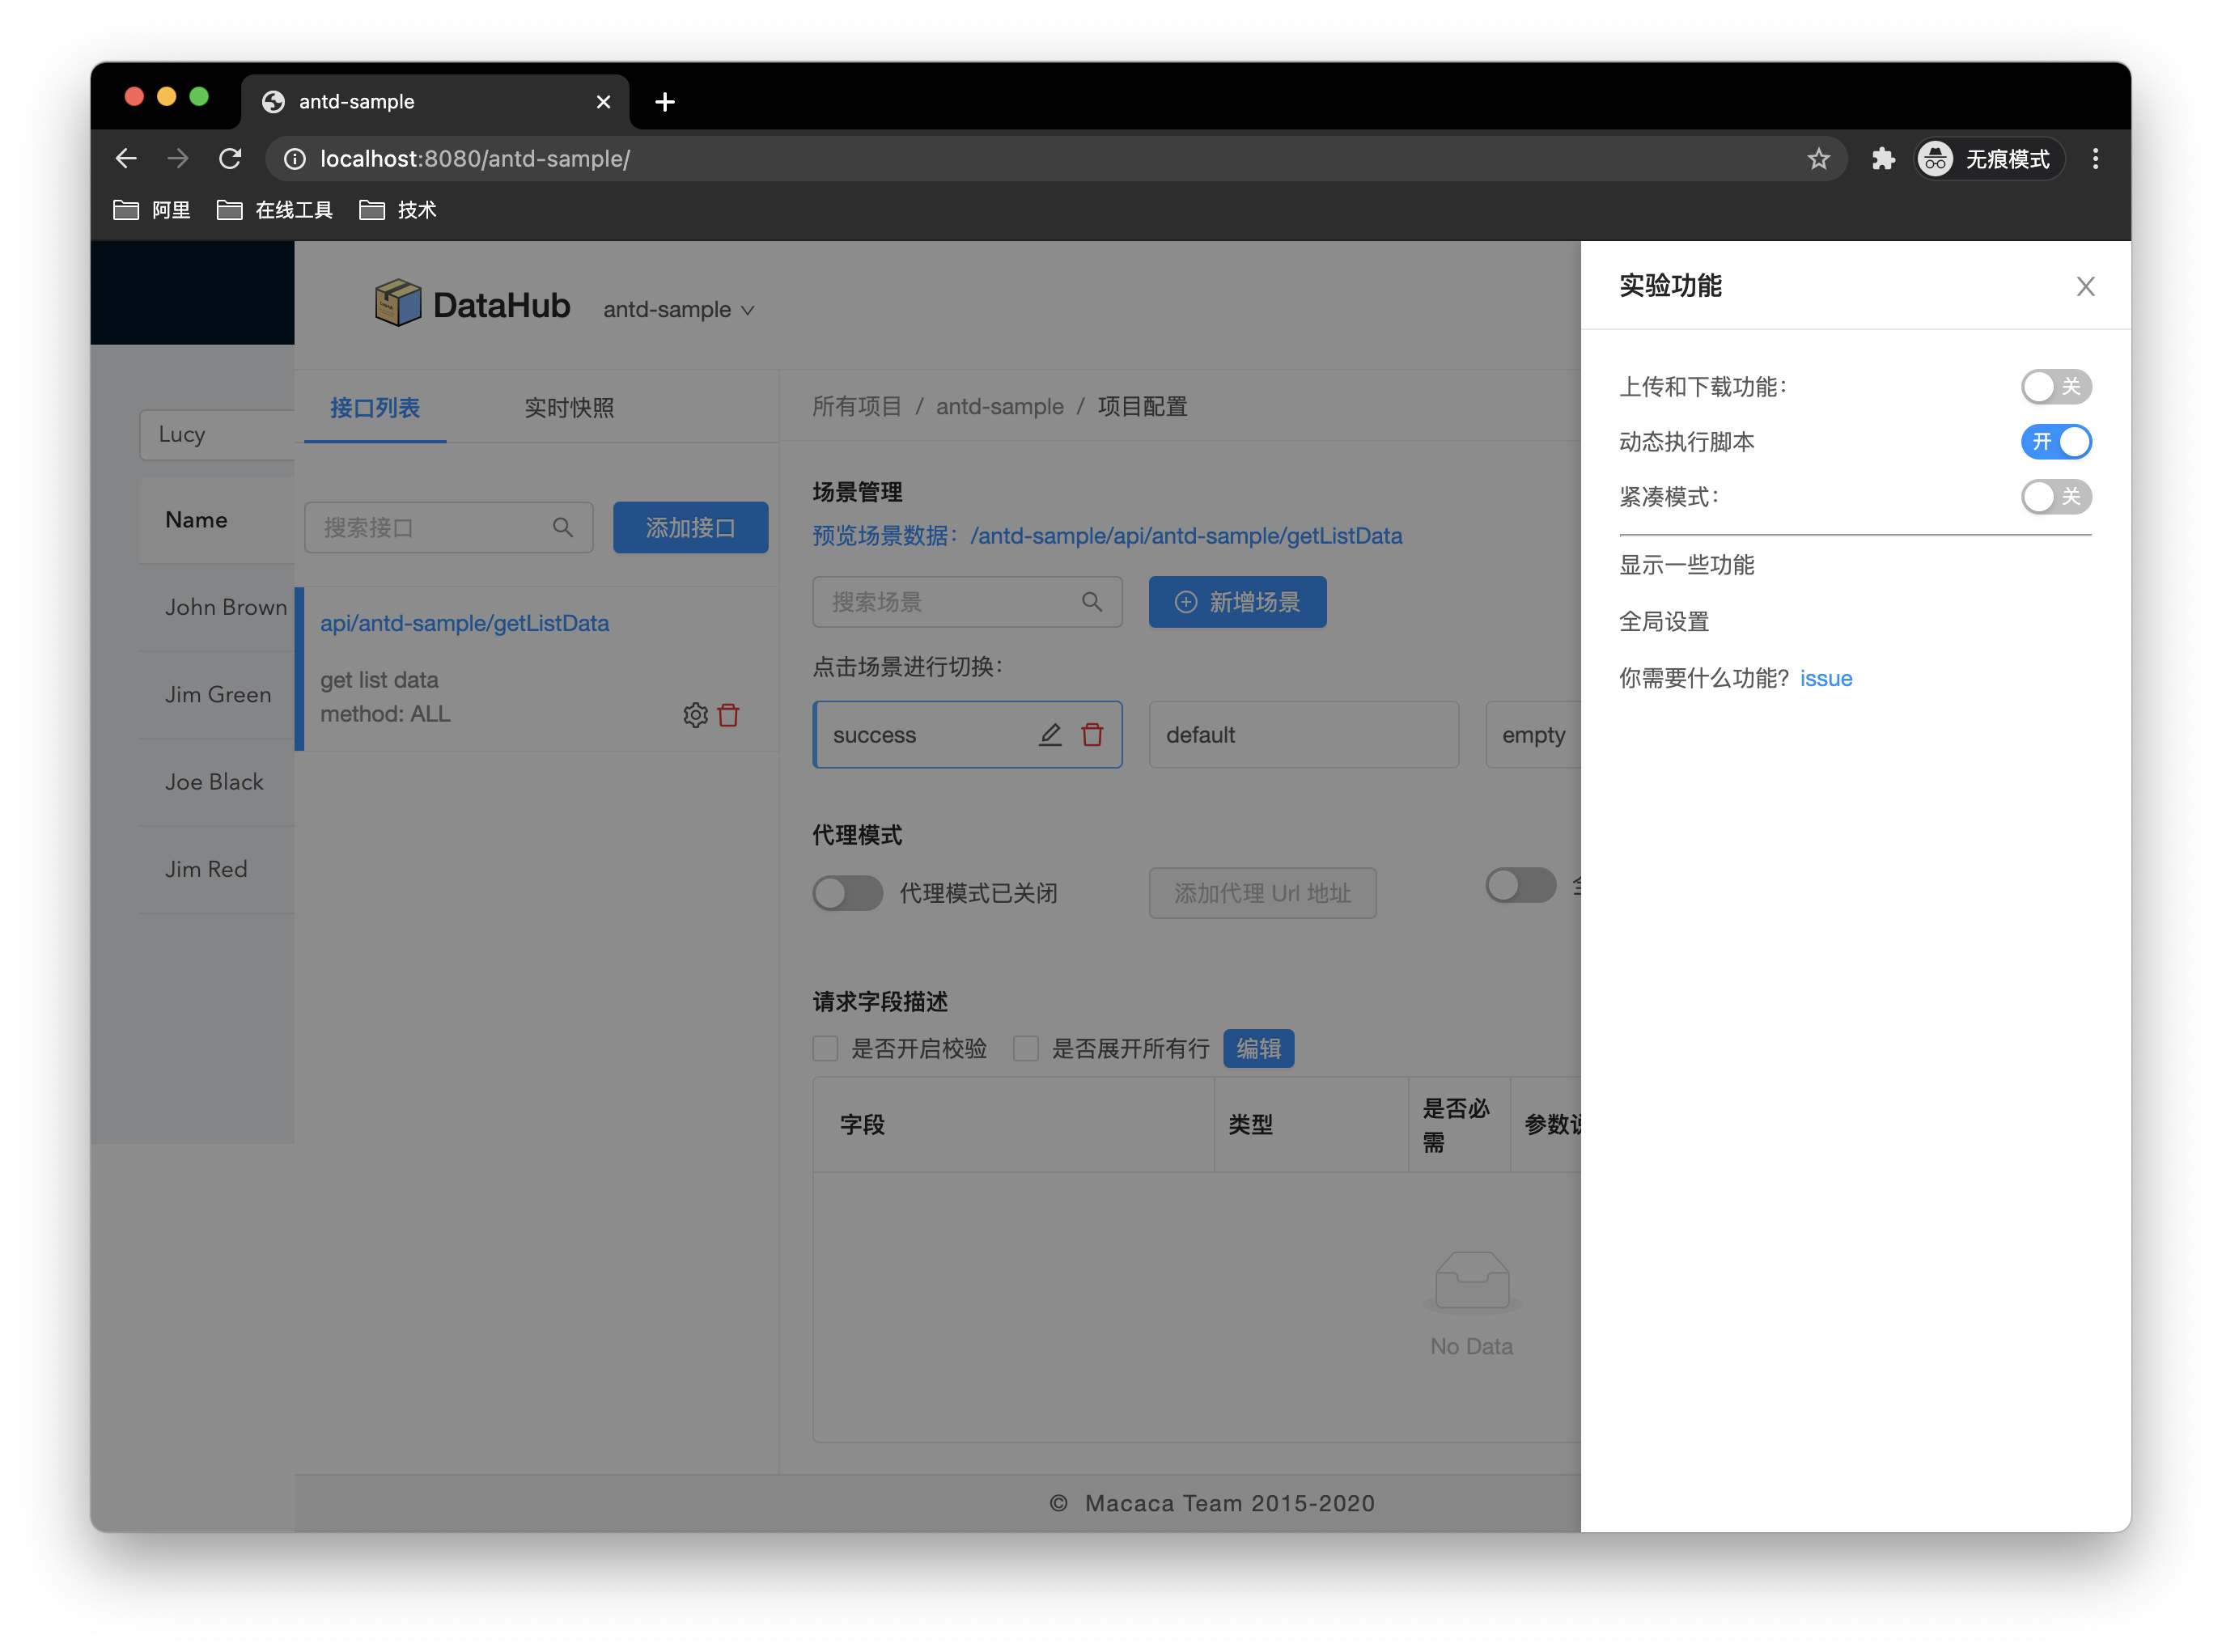 antd-sample
localhost:8080/antd-sample/
无痕模式
阿里
在线工具
技术
Lucy
Name
John Brown
Jim Green
Joe Black
Jim Red
DataHub
antd-sample
接口列表
实时快照
搜索接口
添加接口
api/antd-sample/getListData
get list data
method: ALL
所有项目 / antd-sample / 项目配置
场景管理
预览场景数据：/antd-sample/api/antd-sample/getListData
搜索场景
新增场景
点击场景进行切换：
success
default
empty
代理模式
代理模式已关闭
添加代理 Url 地址
请求字段描述
是否开启校验
是否展开所有行
编辑
字段
类型
是否必
需
参数
No Data
© Macaca Team 2015-2020
实验功能
上传和下载功能：
关
动态执行脚本
开
紧凑模式：
关
显示一些功能
全局设置
你需要什么功能? issue